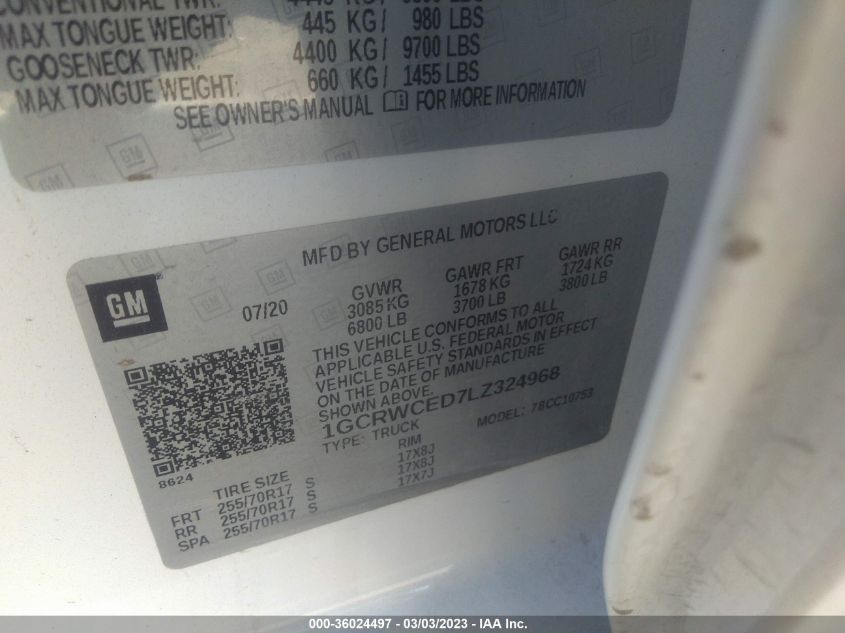 CONVENTIONAL TWR:
MAX TONGUE WEIGHT: 445 KG/ 980 LBS
GOOSENECK TWR: 4400 KG/ 9700 LBS
MAX TONGUE WEIGHT: 660 KG/ 1455 LBS
SEE OWNER'S MANUAL FOR MORE INFORMATION
GM
MFD BY GENERAL MOTORS LLC
GM
07/20
GVWR GAWR FRT GAWR RR
3085 KG 1678 KG 1724 KG
6800 LB 3700 LB 3800 LB
THIS VEHICLE CONFORMS TO ALL
APPLICABLE U.S. FEDERAL MOTOR
VEHICLE SAFETY STANDARDS IN EFFECT
ON THE DATE OF MANUFACTURE
SHOWN ABOVE.
1GCRWCED7LZ324968
TYPE: TRUCK MODEL: 78CC10753
8624
TIRE SIZE RIM
FRT 255/70R17 S 17X8J
RR 255/70R17 S 17X8J
SPA 255/70R17 S 17X7J
000-36024497 - 03/03/2023 - IAA Inc.